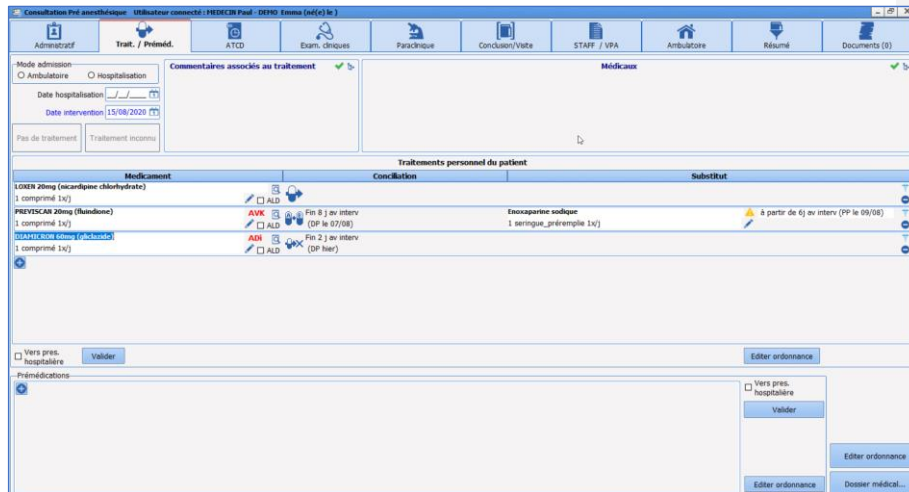 Consultation Pré anesthésique Utilisateur connecté : MEDECIN Paul - DEMO Emma (né(e) le )
Adminstratif
Trait. / Préméd.
ATCD
Exam. cliniques
Paraclinique
Conclusion/Visite
STAFF / VPA
Ambulatoire
Résumé
Documents (0)
Mode admission
Ambulatoire Hospitalisation
Date hospitalisation __/__/____
Date intervention 15/08/2020
Pas de traitement Traitement inconnu
Commentaires associés au traitement
Médicaux
Traitements personnel du patient
Medicament Conciliation Substitut
LOXEN 20mg (nicardipine chlorhydrate)
1 comprimé 1x/j ALD
PREVISCAN 20mg (fluindione) AVK Fin 8 j av interv Enoxaparine sodique à partir de 6j av interv (PP le 09/08)
1 comprimé 1x/j ALD (DP le 07/08) 1 seringue_préremplie 1x/j
DIAMICRON 60mg (gliclazide) ADi Fin 2 j av interv
1 comprimé 1x/j ALD (DP hier)
Vers pres.
hospitalière
Valider
Editer ordonnance
Prémédications
Vers pres.
hospitalière
Valider
Editer ordonnance
Editer ordonnance
Dossier médical...